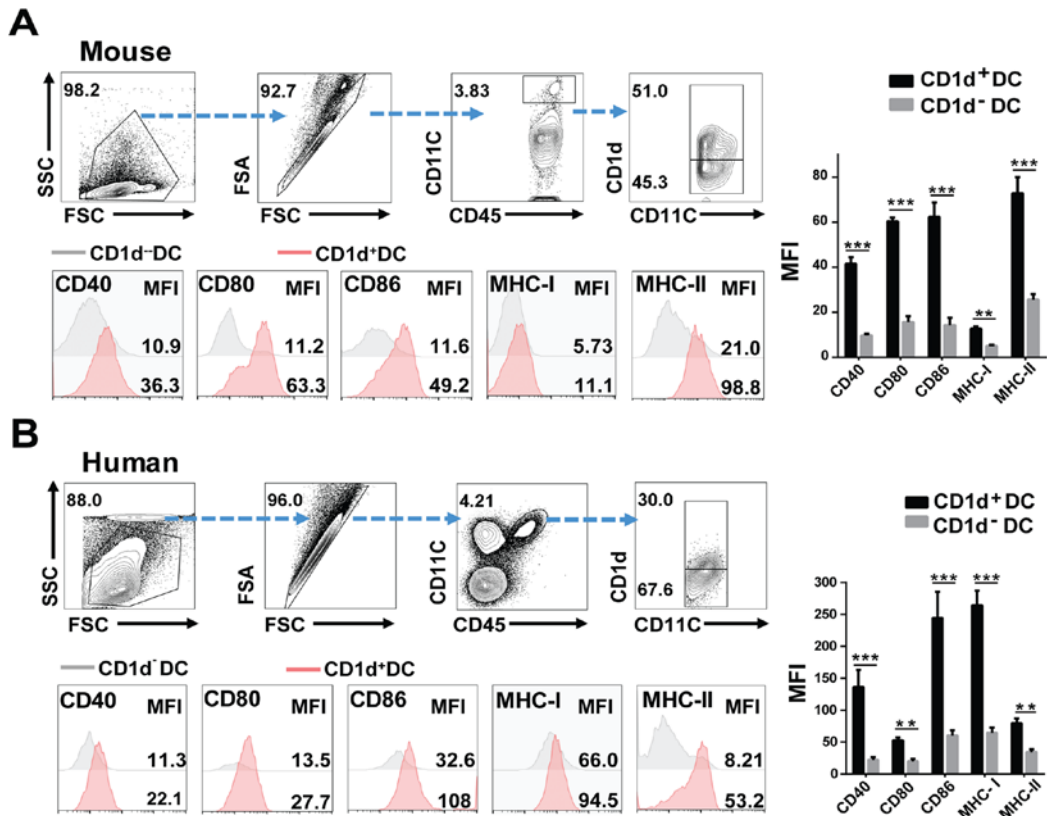 A
Mouse
98.2
SSC
FSC
92.7
FSA
FSC
3.83
CD11C
CD45
51.0
45.3
CD1d
CD11C
CD1d⁺ DC
CD1d⁻ DC
CD1d⁻DC
CD1d⁺DC
CD40 MFI
10.9
36.3
CD80 MFI
11.2
63.3
CD86 MFI
11.6
49.2
MHC-I MFI
5.73
11.1
MHC-II MFI
21.0
98.8
MFI
80
60
40
20
0
***
***
***
**
***
CD40
CD80
CD86
MHC-I
MHC-II
B
Human
88.0
SSC
FSC
96.0
FSA
FSC
4.21
CD11C
CD45
30.0
67.6
CD1d
CD11C
CD1d⁺ DC
CD1d⁻ DC
CD1d⁻ DC
CD1d⁺DC
CD40 MFI
11.3
22.1
CD80 MFI
13.5
27.7
CD86 MFI
32.6
108
MHC-I MFI
66.0
94.5
MHC-II MFI
8.21
53.2
MFI
300
250
200
150
100
50
0
***
**
***
***
**
CD40
CD80
CD86
MHC- I
MHC-II